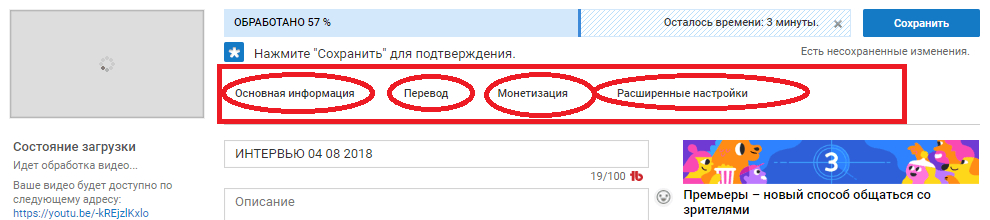 ОБРАБОТАНО 57 %
Осталось времени: 3 минуты.
Сохранить
Нажмите "Сохранить" для подтверждения.
Есть несохраненные изменения.
Основная информация
Перевод
Монетизация
Расширенные настройки
Состояние загрузки
Идет обработка видео...
Ваше видео будет доступно по
следующему адресу:
https://youtu.be/-kREjzlKxlo
ИНТЕРВЬЮ 04 08 2018
19/100 tb
Описание
3
Премьеры – новый способ общаться со
зрителями